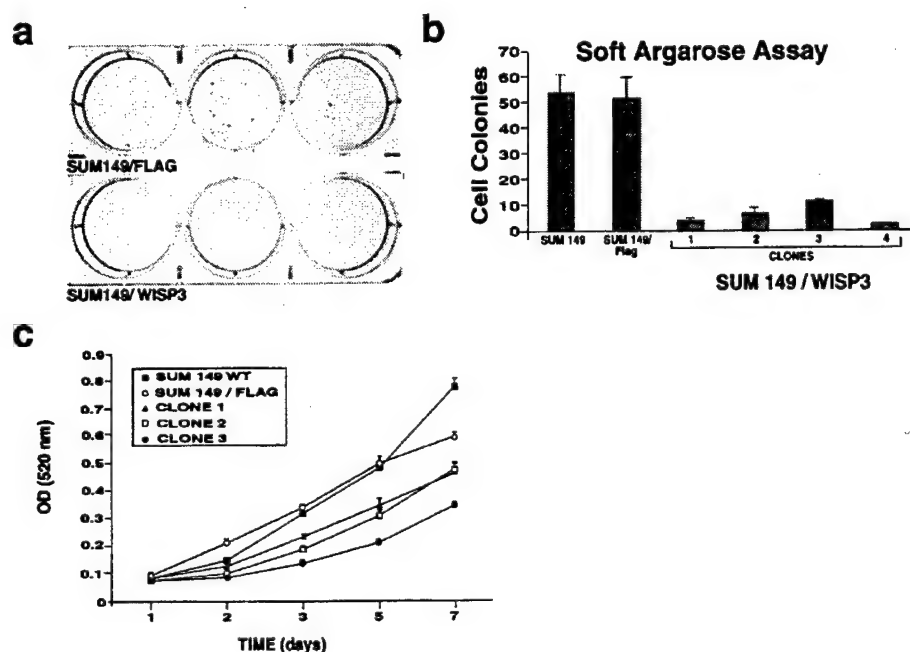 a
SUM149/FLAG
SUM149/WISP3
b
Soft Argarose Assay
Cell Colonies
70
60
50
40
30
20
10
0
SUM 149
SUM 149/
Flag
1
2
3
4
CLONES
SUM 149 / WISP3
c
OD (520 nm)
0.9
0.8
0.7
0.6
0.5
0.4
0.3
0.2
0.1
0
SUM 149 WT
SUM 149 / FLAG
CLONE 1
CLONE 2
CLONE 3
1
2
3
5
7
TIME (days)